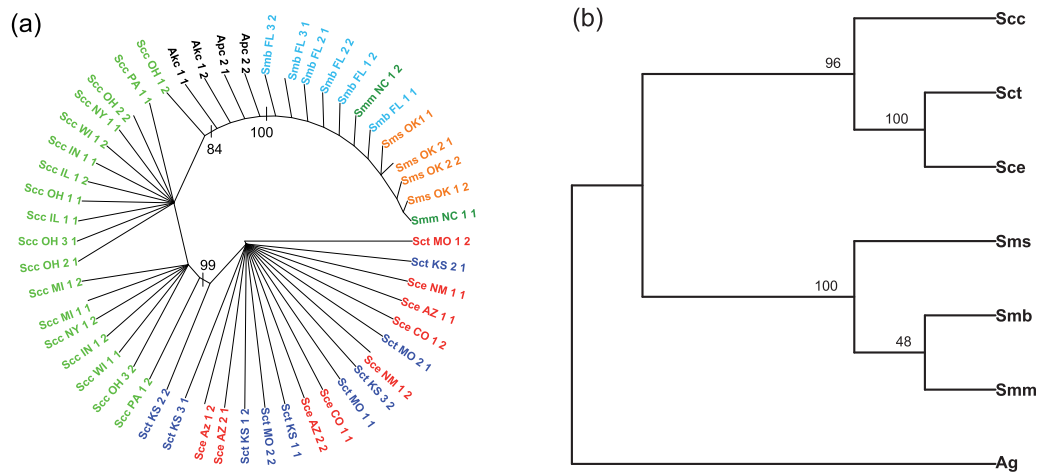 (a)
Scc OH 1 2
Akc 1 1
Akc 1 2
Apc 2 1
Apc 2 2
Smb FL 3 2
Smb FL 3 1
Smb FL 2 1
Smb FL 2 2
Smb FL 1 2
Smm NC 1 2
Smb FL 1 1
Sms OK1 1
Sms OK 2 1
Sms OK 2 2
Sms OK 1 2
Smm NC 1 1
Sct MO 1 2
Sct KS 2 1
Sce NM 1 1
Sce AZ 1 1
Sce CO 1 2
Sct MO 2 1
Sce NM 1 2
Sct KS 3 2
Sct MO 1 1
Sce CO 1 1
Sce AZ 2 2
Sct KS 1 1
Sct MO 2 2
Sct KS 1 2
Sce AZ 2 1
Sce AZ 1 2
Sct KS 3 1
Sct KS 2 2
Scc PA 1 2
Scc OH 3 2
Scc WI 1 1
Scc IN 1 2
Scc NY 1 2
Scc MI 1 1
Scc MI 1 2
Scc OH 2 1
Scc OH 3 1
Scc IL 1 1
Scc OH 1 1
Scc IL 1 2
Scc IN 1 1
Scc WI 1 2
Scc NY 1 1
Scc OH 2 2
Scc PA 1 1
84
100
99
(b)
Scc
96
Sct
100
Sce
Sms
100
Smb
48
Smm
Ag